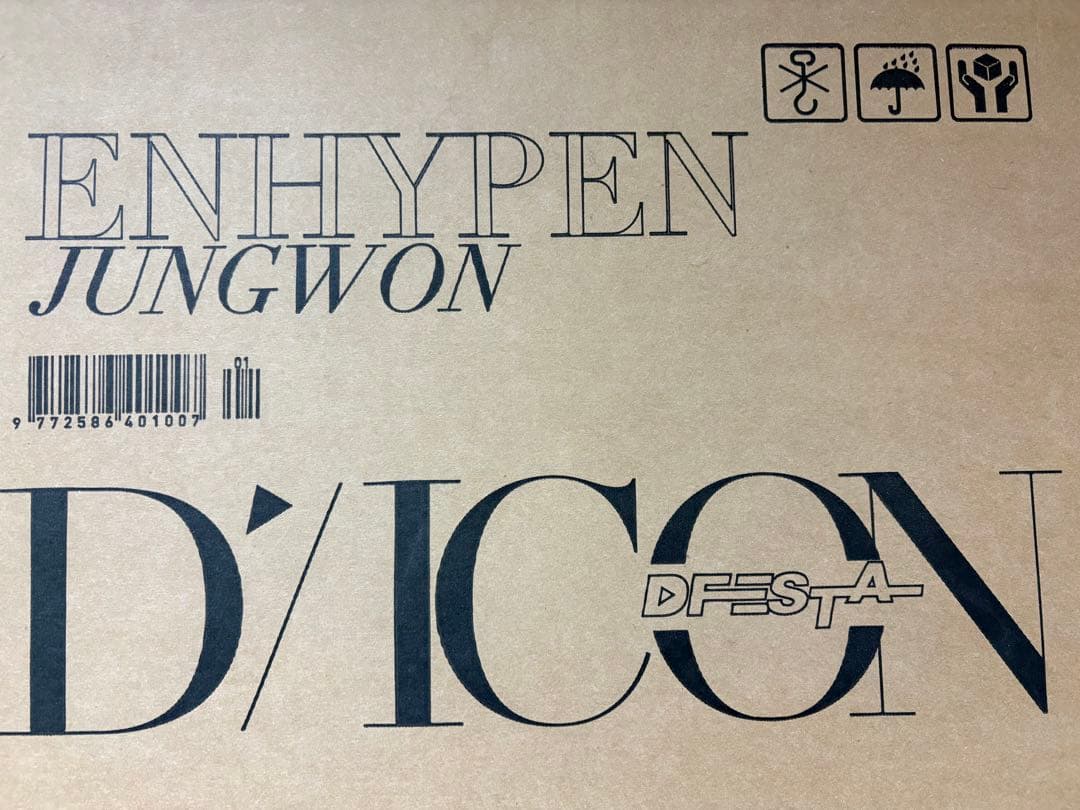 ENHYPEN
JUNGWON
01
9 772586 401007
D'/ICON
DFESTA